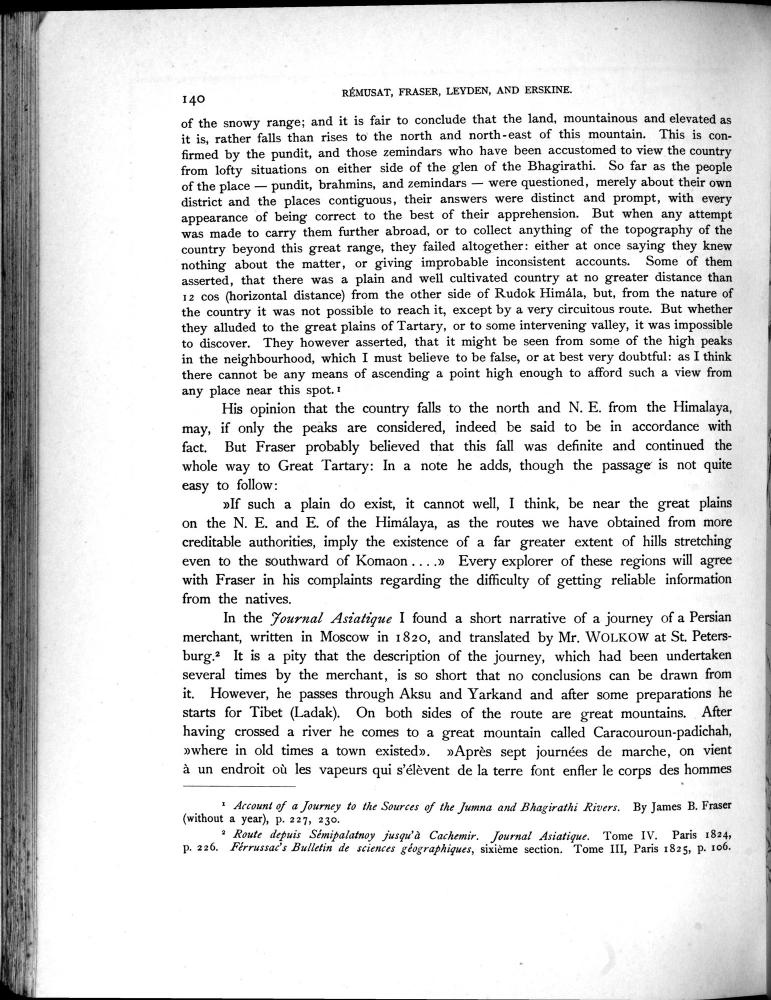 140
RÉMUSAT, FRASER, LEYDEN, AND ERSKINE.
of the snowy range; and it is fair to conclude that the land, mountainous and elevated as
it is, rather falls than rises to the north and north-east of this mountain. This is con-
firmed by the pundit, and those zemindars who have been accustomed to view the country
from lofty situations on either side of the glen of the Bhagirathi. So far as the people
of the place — pundit, brahmins, and zemindars — were questioned, merely about their own
district and the places contiguous, their answers were distinct and prompt, with every
appearance of being correct to the best of their apprehension. But when any attempt
was made to carry them further abroad, or to collect anything of the topography of the
country beyond this great range, they failed altogether: either at once saying they knew
nothing about the matter, or giving improbable inconsistent accounts. Some of them
asserted, that there was a plain and well cultivated country at no greater distance than
12 cos (horizontal distance) from the other side of Rudok Himála, but, from the nature of
the country it was not possible to reach it, except by a very circuitous route. But whether
they alluded to the great plains of Tartary, or to some intervening valley, it was impossible
to discover. They however asserted, that it might be seen from some of the high peaks
in the neighbourhood, which I must believe to be false, or at best very doubtful: as I think
there cannot be any means of ascending a point high enough to afford such a view from
any place near this spot.¹
His opinion that the country falls to the north and N. E. from the Himalaya,
may, if only the peaks are considered, indeed be said to be in accordance with
fact. But Fraser probably believed that this fall was definite and continued the
whole way to Great Tartary: In a note he adds, though the passage is not quite
easy to follow:
»If such a plain do exist, it cannot well, I think, be near the great plains
on the N. E. and E. of the Himálaya, as the routes we have obtained from more
creditable authorities, imply the existence of a far greater extent of hills stretching
even to the southward of Komaon . . . .» Every explorer of these regions will agree
with Fraser in his complaints regarding the difficulty of getting reliable information
from the natives.
In the Journal Asiatique I found a short narrative of a journey of a Persian
merchant, written in Moscow in 1820, and translated by Mr. WOLKOW at St. Peters-
burg.² It is a pity that the description of the journey, which had been undertaken
several times by the merchant, is so short that no conclusions can be drawn from
it. However, he passes through Aksu and Yarkand and after some preparations he
starts for Tibet (Ladak). On both sides of the route are great mountains. After
having crossed a river he comes to a great mountain called Caracouroun-padichah,
»where in old times a town existed». »Après sept journées de marche, on vient
à un endroit où les vapeurs qui s'élèvent de la terre font enfler le corps des hommes
¹ Account of a Journey to the Sources of the Jumna and Bhagirathi Rivers. By James B. Fraser
(without a year), p. 227, 230.
² Route depuis Sémipalatnoy jusqu'à Cachemir. Journal Asiatique. Tome IV. Paris 1824,
p. 226. Férrussac's Bulletin de sciences géographiques, sixième section. Tome III, Paris 1825, p. 106.